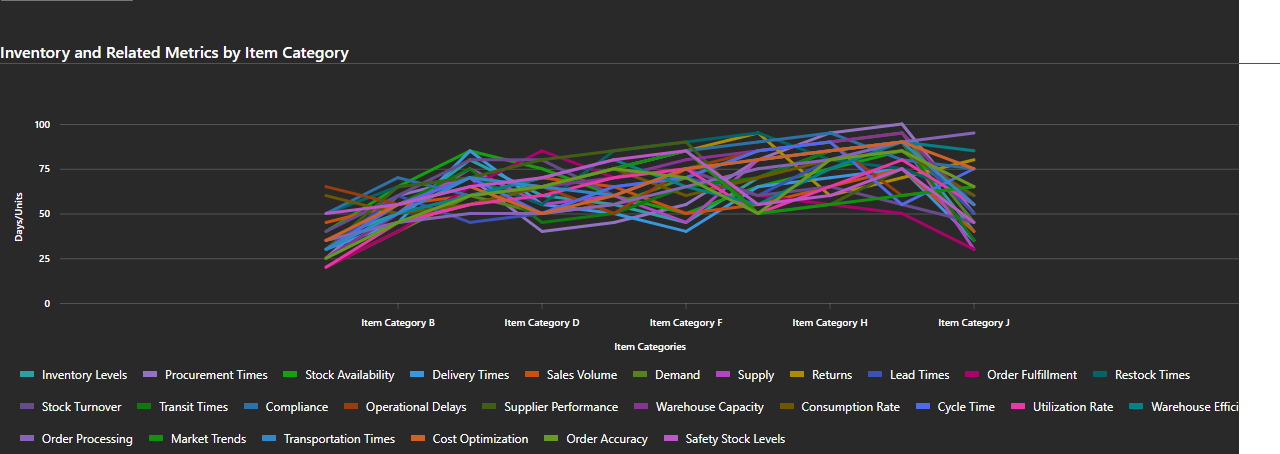 Inventory and Related Metrics by Item Category
100
75
50
25
0
Days/Units
Item Category B Item Category D Item Category F Item Category H Item Category J
Item Categories
Inventory Levels Procurement Times Stock Availability Delivery Times Sales Volume Demand Supply Returns Lead Times Order Fulfillment Restock Times
Stock Turnover Transit Times Compliance Operational Delays Supplier Performance Warehouse Capacity Consumption Rate Cycle Time Utilization Rate Warehouse Effici
Order Processing Market Trends Transportation Times Cost Optimization Order Accuracy Safety Stock Levels